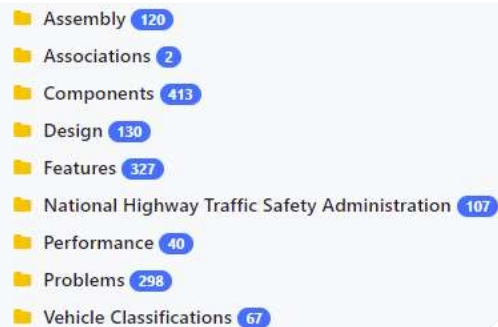 Assembly 120
Associations 2
Components 413
Design 130
Features 327
National Highway Traffic Safety Administration 107
Performance 40
Problems 298
Vehicle Classifications 67